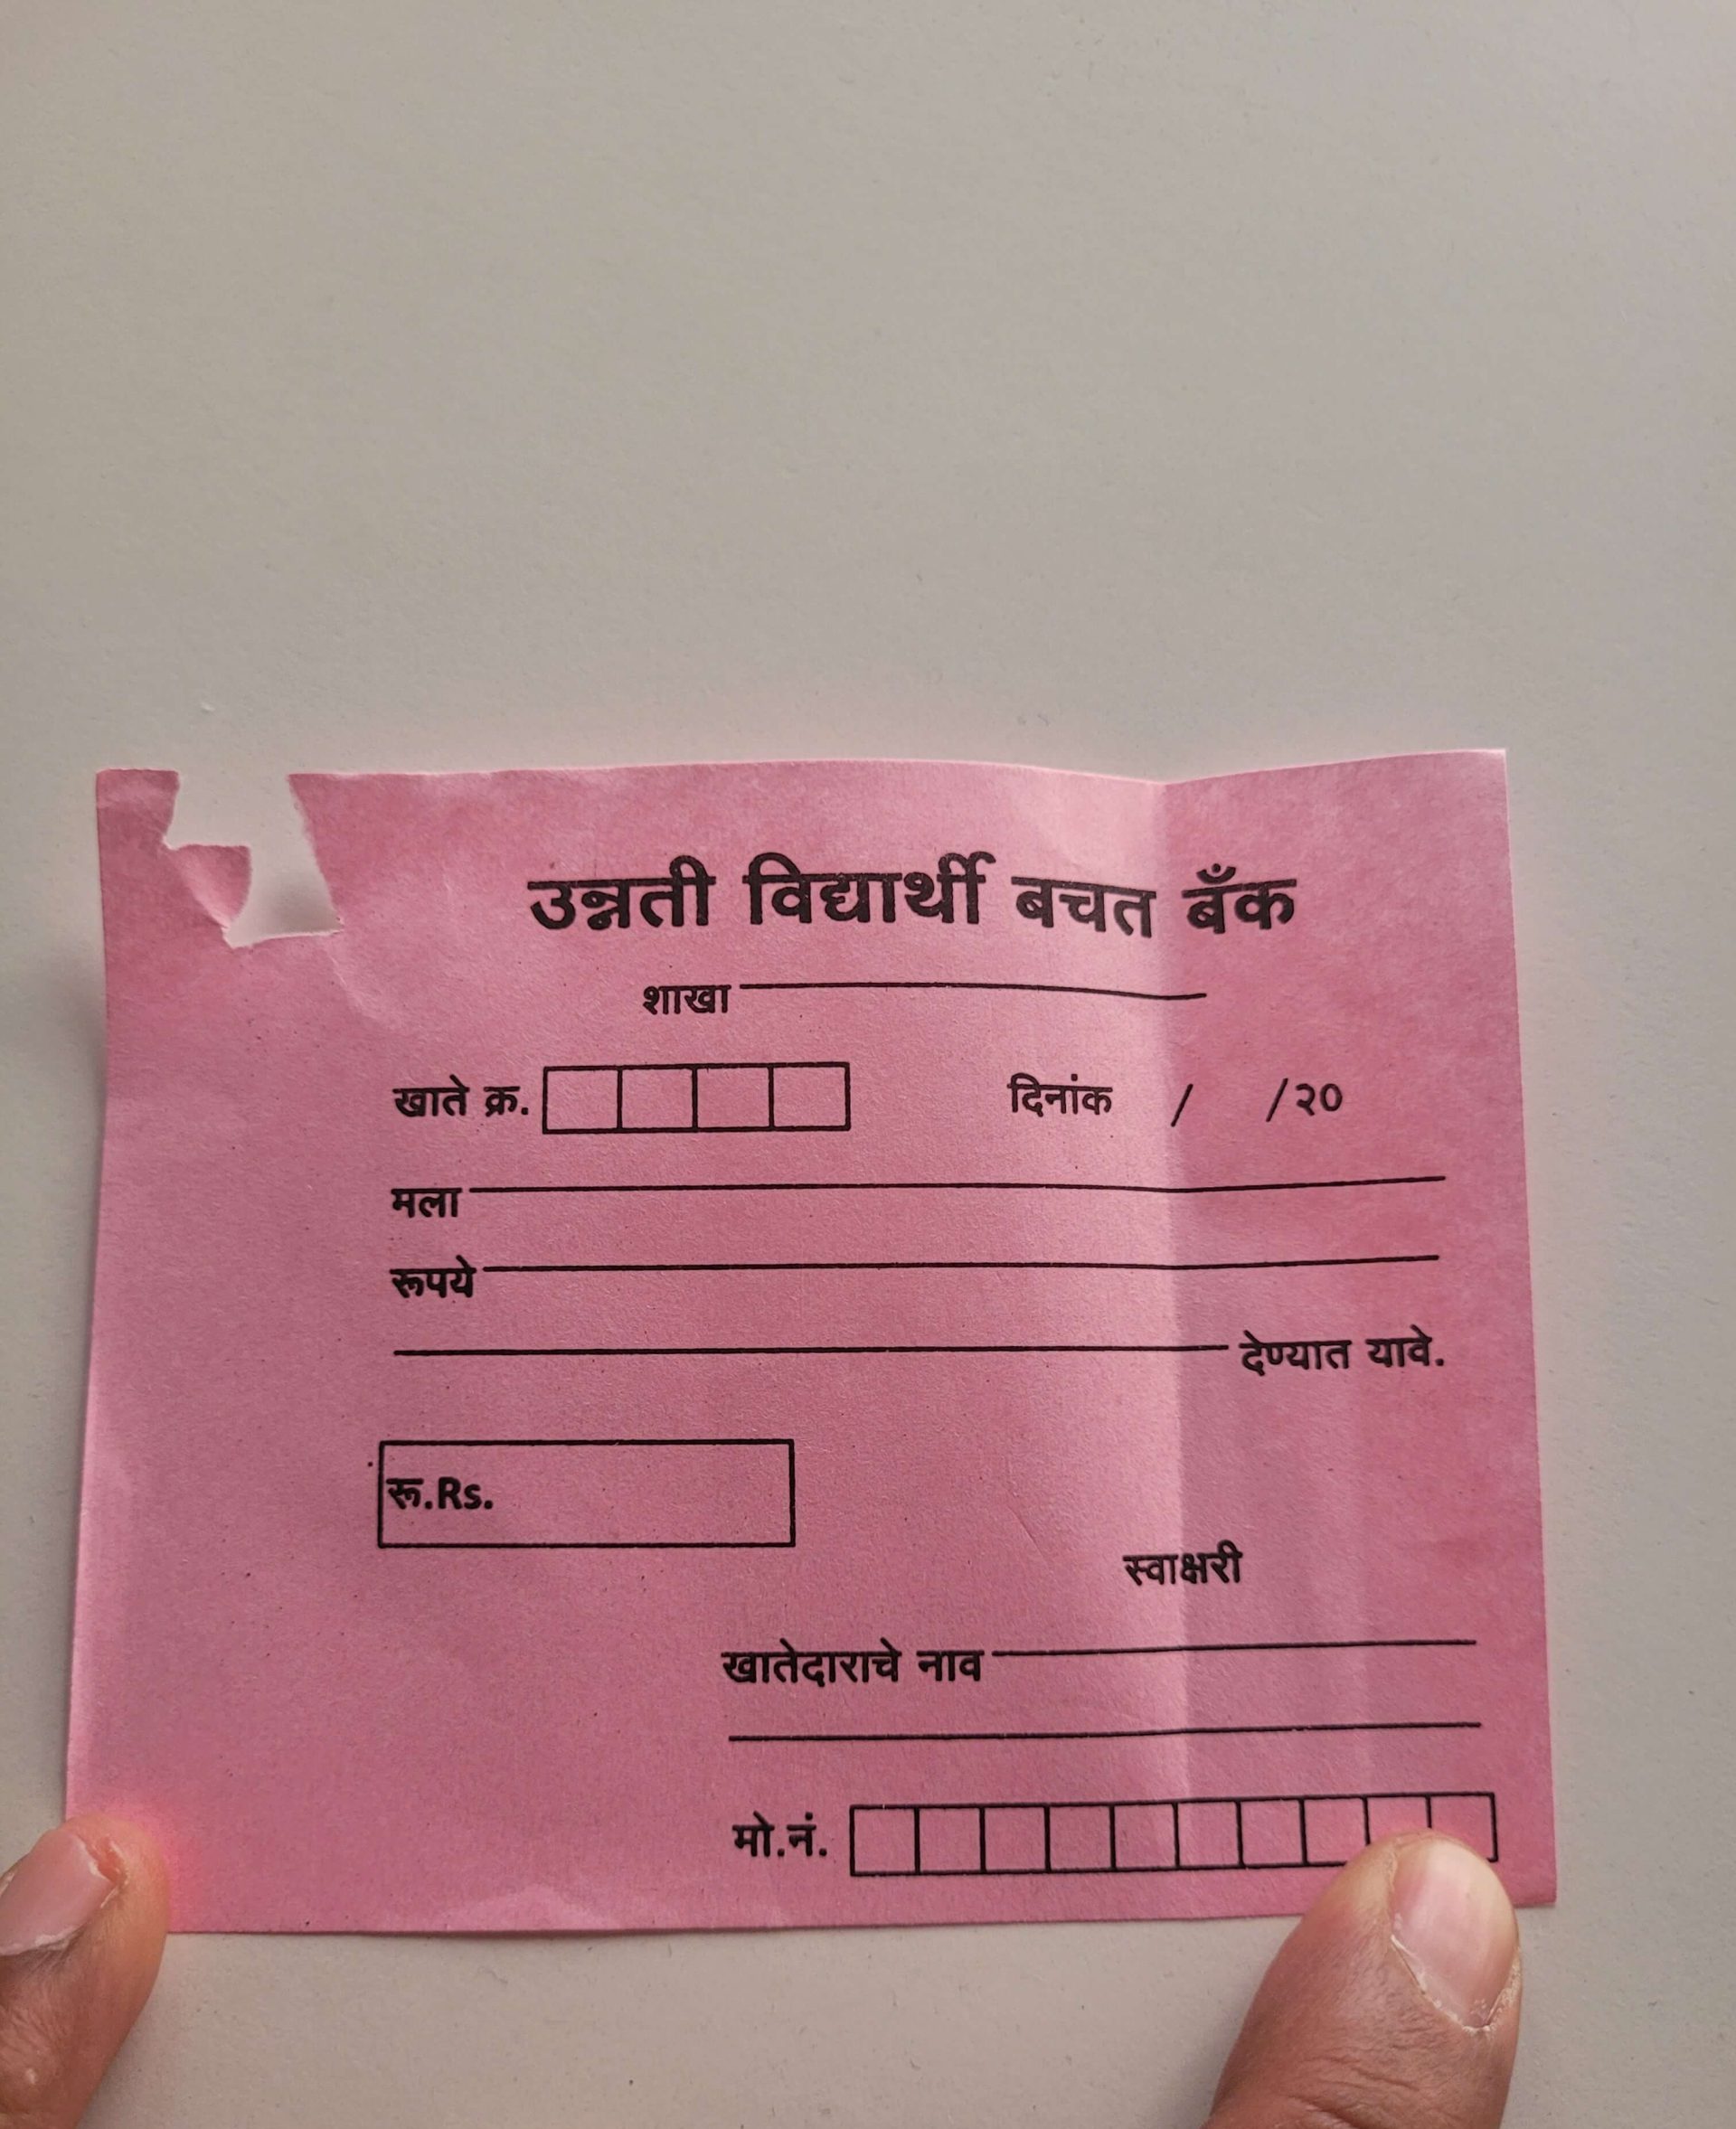 उन्नती विद्यार्थी बचत बँक
शाखा
खाते क्र. दिनांक / /२०
मला
रूपये
देण्यात यावे.
रू.Rs.
स्वाक्षरी
खातेदाराचे नाव
मो.नं.